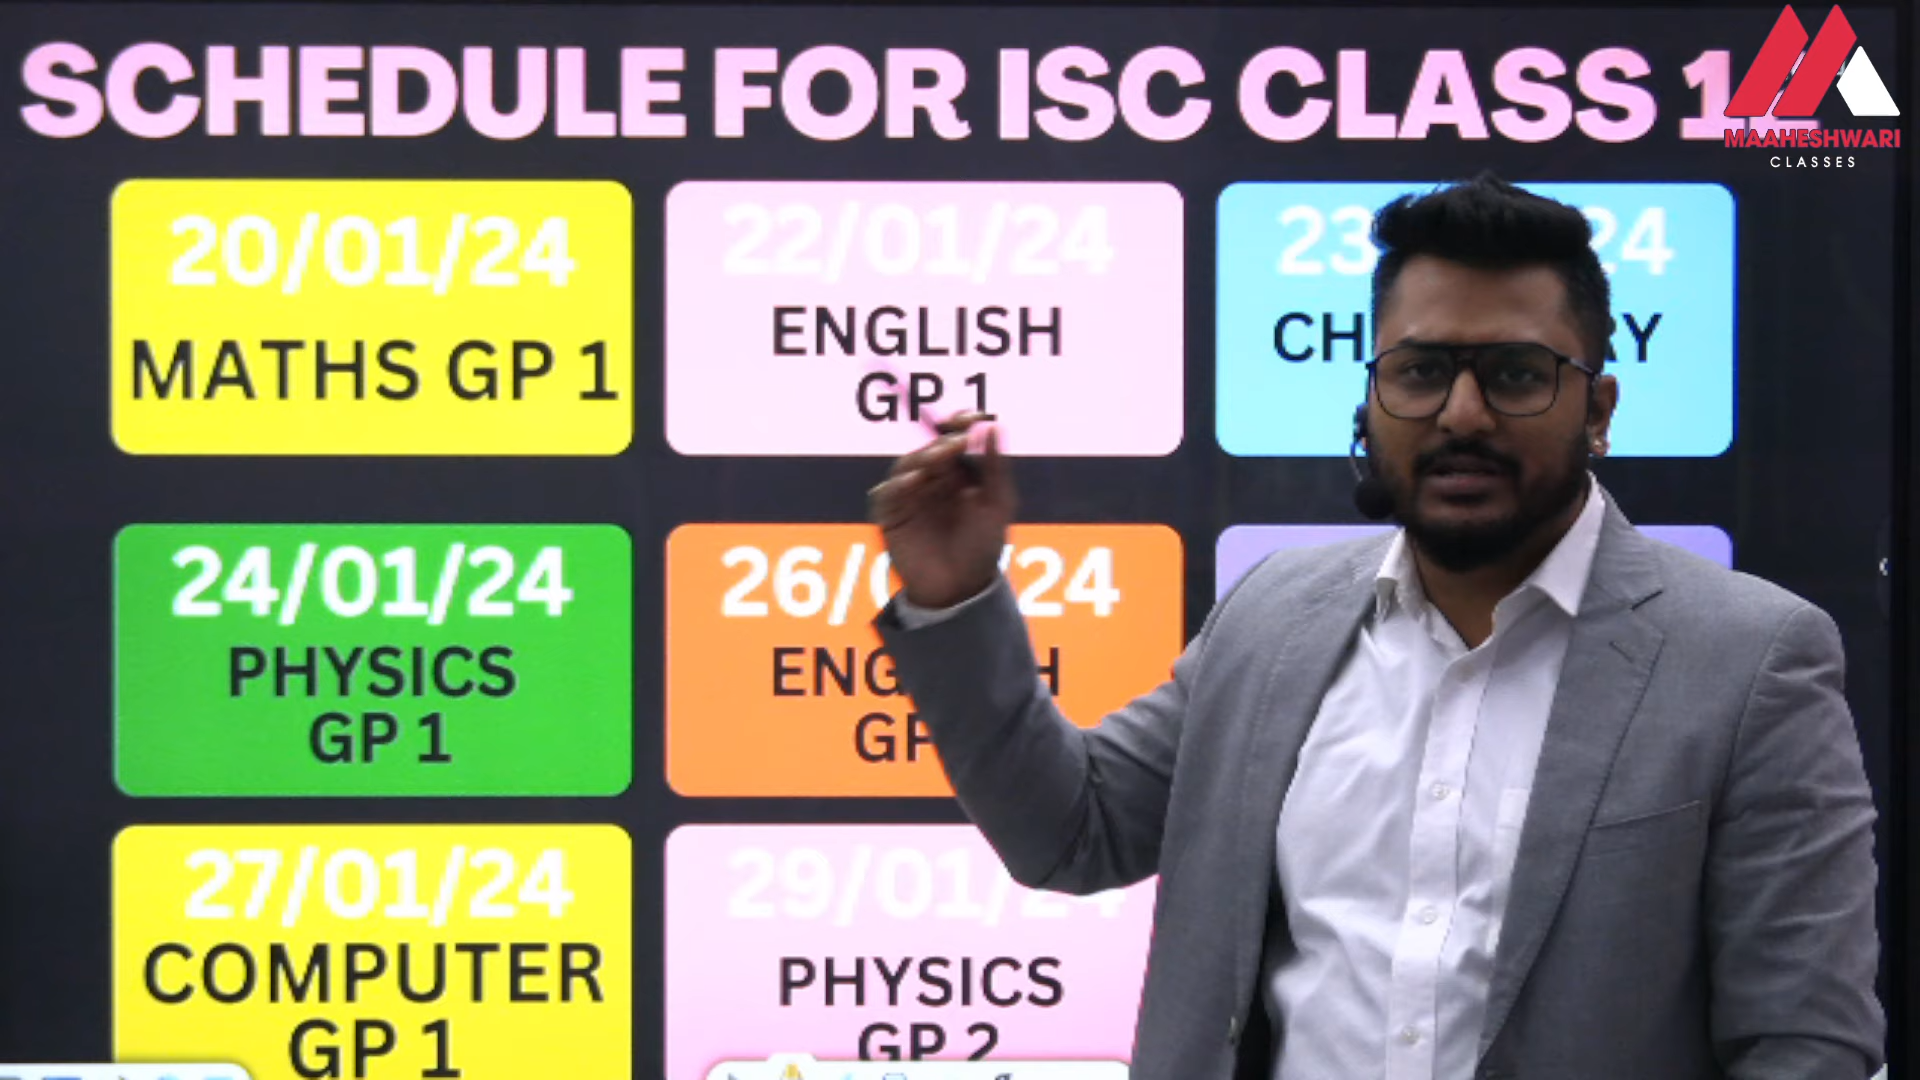 SCHEDULE FOR ISC CLASS
MAAHESHWARI
CLASSES
20/01/24
MATHS GP 1
22/01/24
ENGLISH
GP 1
24/01/24
PHYSICS
GP 1
27/01/24
COMPUTER
GP 1
PHYSICS
GP 2